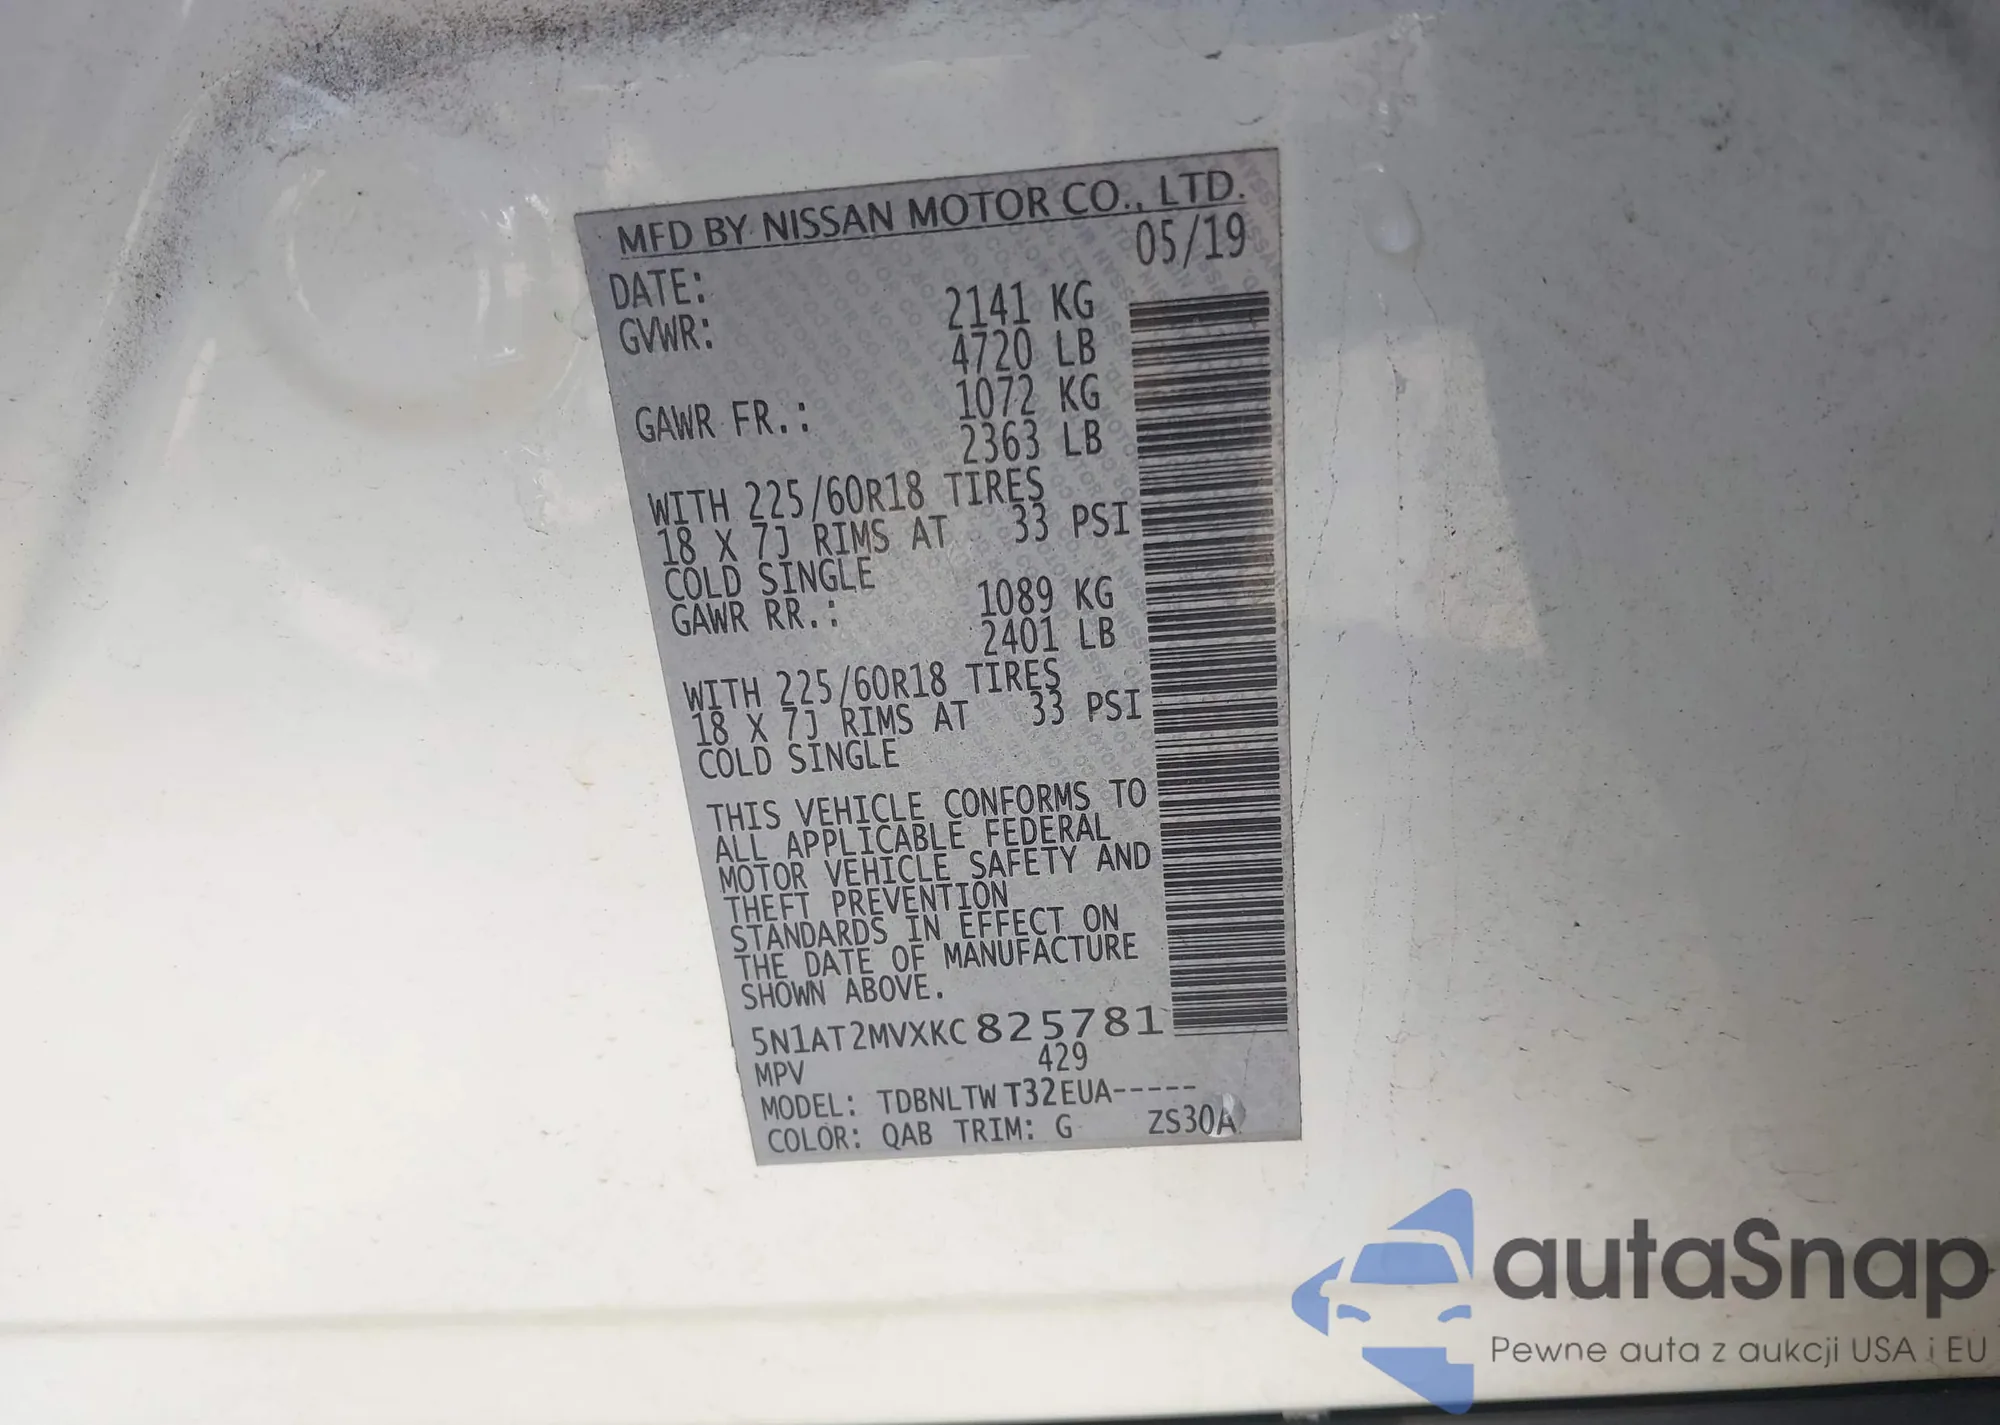 MFD BY NISSAN MOTOR CO., LTD.
DATE: 05/19
GVWR: 2141 KG
4720 LB
GAWR FR.: 1072 KG
2363 LB
WITH 225/60R18 TIRES
18 X 7J RIMS AT 33 PSI
COLD SINGLE
GAWR RR.: 1089 KG
2401 LB
WITH 225/60R18 TIRES
18 X 7J RIMS AT 33 PSI
COLD SINGLE
THIS VEHICLE CONFORMS TO
ALL APPLICABLE FEDERAL
MOTOR VEHICLE SAFETY AND
THEFT PREVENTION
STANDARDS IN EFFECT ON
THE DATE OF MANUFACTURE
SHOWN ABOVE.
5N1AT2MVXKC825781
MPV 429
MODEL: TDBNLTWT32EUA-----
COLOR: QAB TRIM: G ZS30A
autaSnap
Pewne auta z aukcji USA i EU